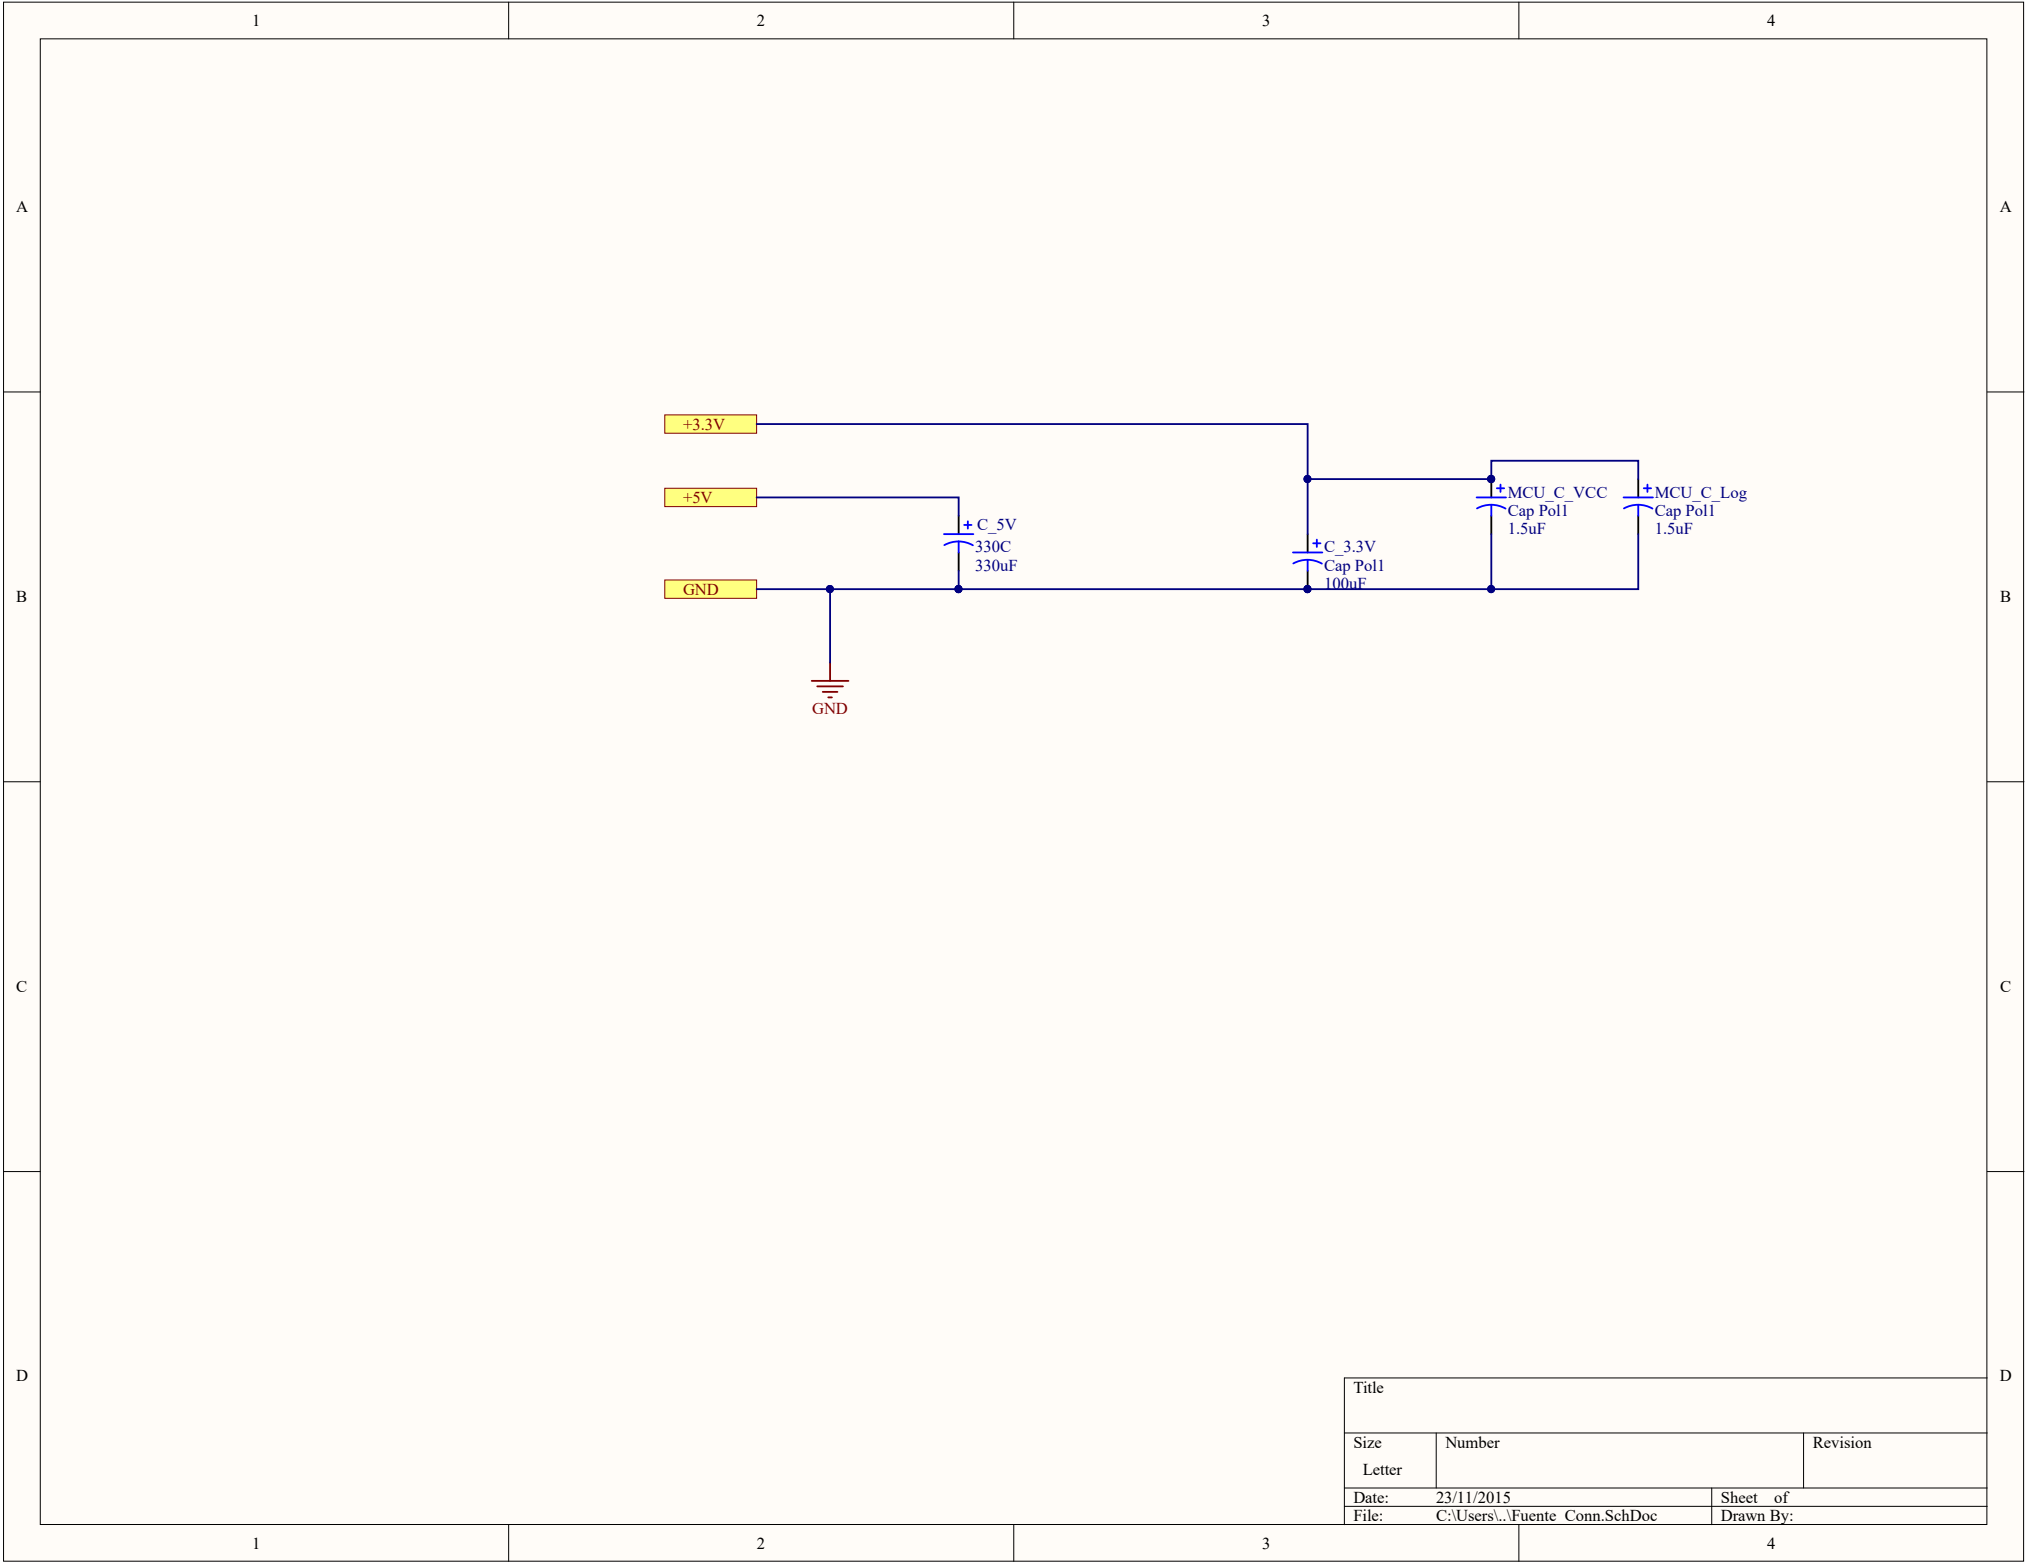 1 2 3 4
A A
+3.3V
+5V
MCU_C_VCC
Cap Pol1
1.5uF
MCU_C_Log
Cap Pol1
1.5uF
C_5V
330C
330uF
C_3.3V
Cap Pol1
100uF
GND
B B
GND
C C
D D
Title
Size Number Revision
Letter
Date: 23/11/2015 Sheet of
File: C:\Users\..\Fuente_Conn.SchDoc Drawn By:
1 2 3 4